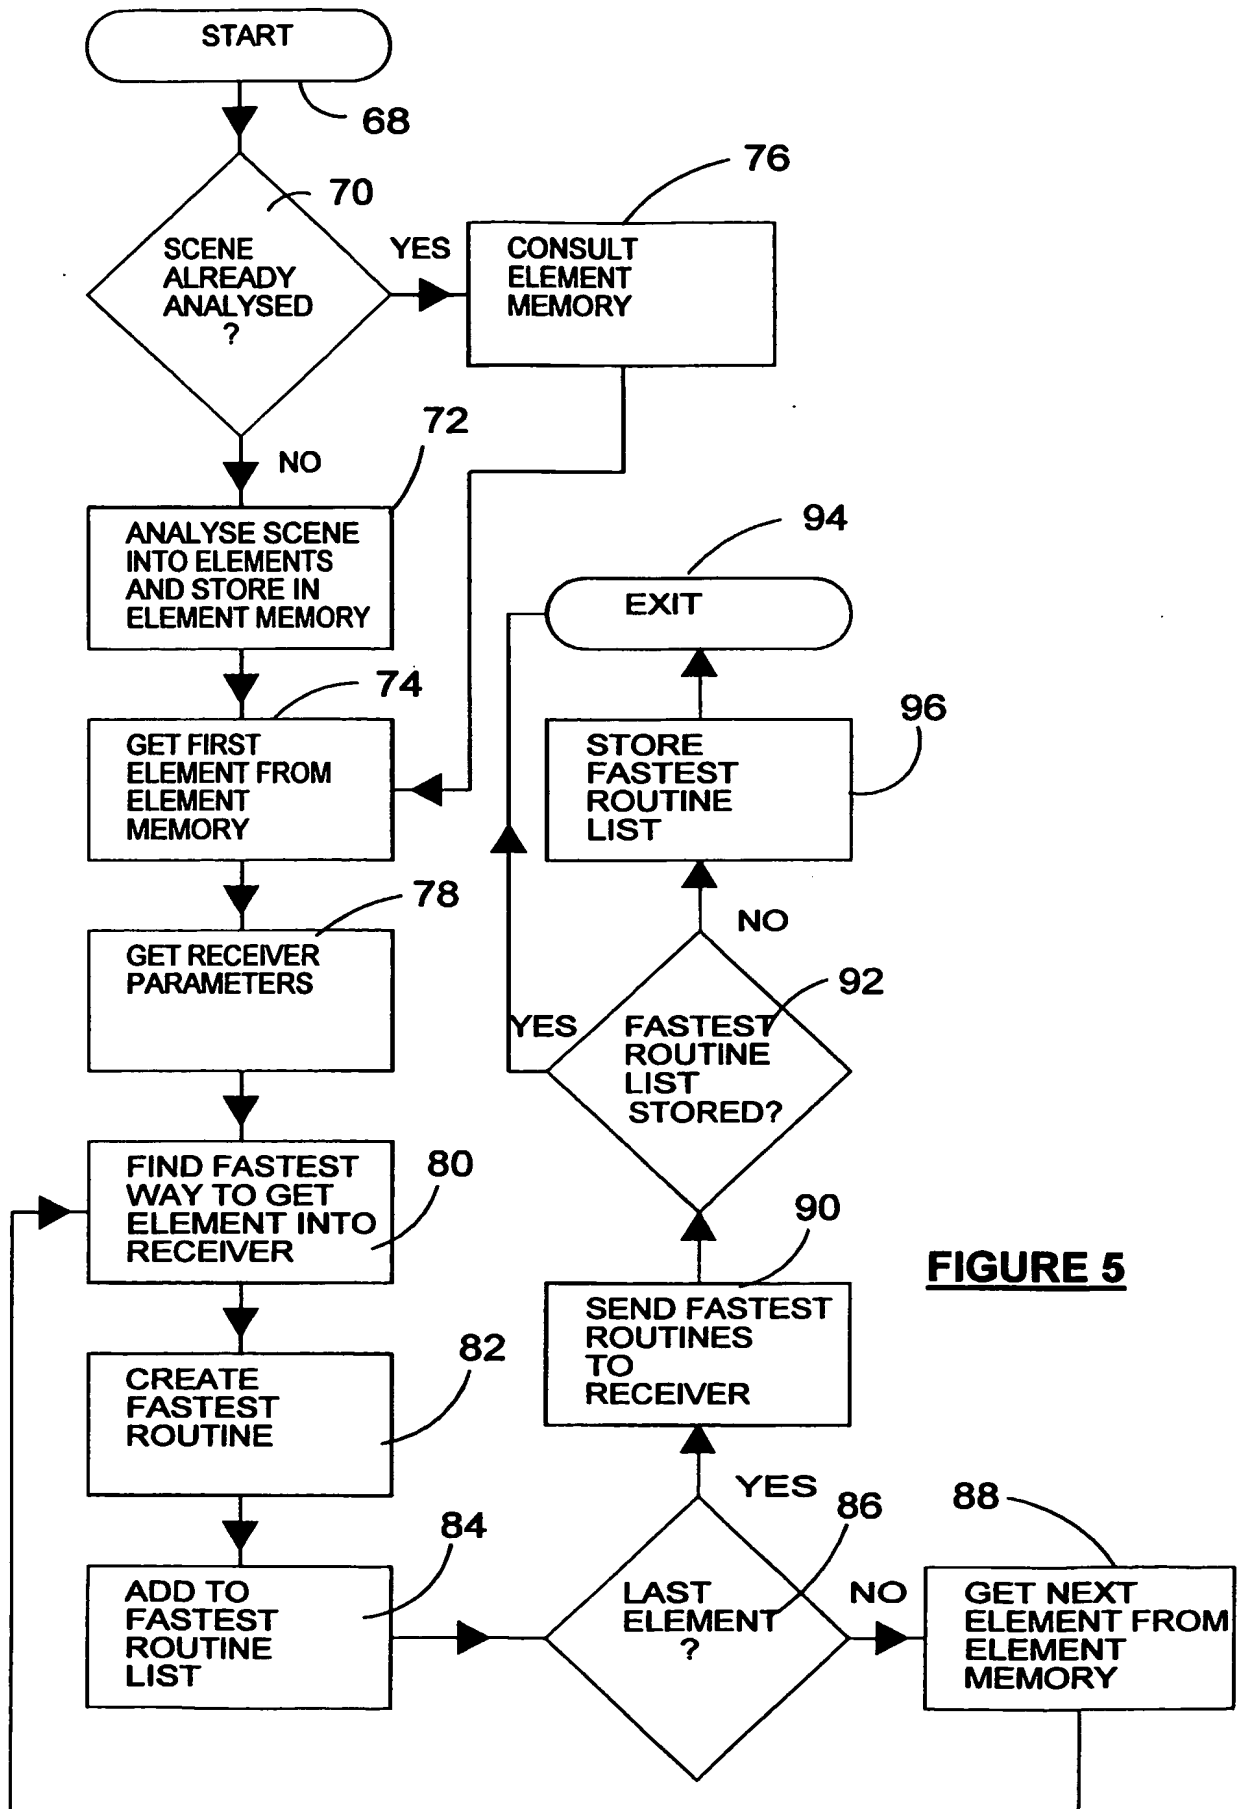 START
68
70
SCENE
ALREADY
ANALYSED
?
YES
76
CONSULT
ELEMENT
MEMORY
NO
72
ANALYSE SCENE
INTO ELEMENTS
AND STORE IN
ELEMENT MEMORY
74
GET FIRST
ELEMENT FROM
ELEMENT
MEMORY
78
GET RECEIVER
PARAMETERS
80
FIND FASTEST
WAY TO GET
ELEMENT INTO
RECEIVER
82
CREATE
FASTEST
ROUTINE
84
ADD TO
FASTEST
ROUTINE
LIST
86
LAST
ELEMENT
?
NO
88
GET NEXT
ELEMENT FROM
ELEMENT
MEMORY
YES
90
SEND FASTEST
ROUTINES
TO
RECEIVER
92
FASTEST
ROUTINE
LIST
STORED?
YES
NO
96
STORE
FASTEST
ROUTINE
LIST
94
EXIT
FIGURE 5